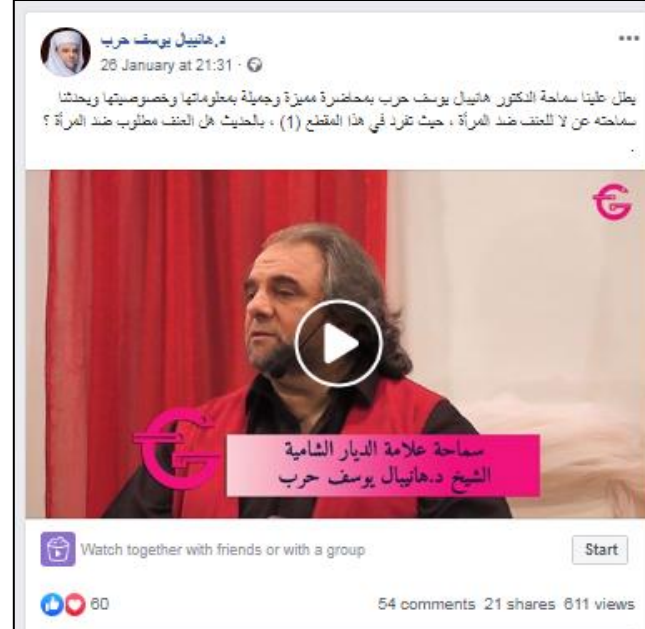 د.هانيبال يوسف حرب
26 January at 21:31
يطل علينا سماحة الدكتور هانيبال يوسف حرب بمحاضرة مميزة وجميلة بمعلوماتها وخصوصيتها ويحدثنا
سماحته عن لا للعنف ضد المرأة ، حيث تفرد في هذا المقطع (1) ، بالحديث هل العنف مطلوب ضد المرأة ؟
.
سماحة علامة الديار الشامية
الشيخ د.هانيبال يوسف حرب
Watch together with friends or with a group
Start
60
54 comments 21 shares 611 views